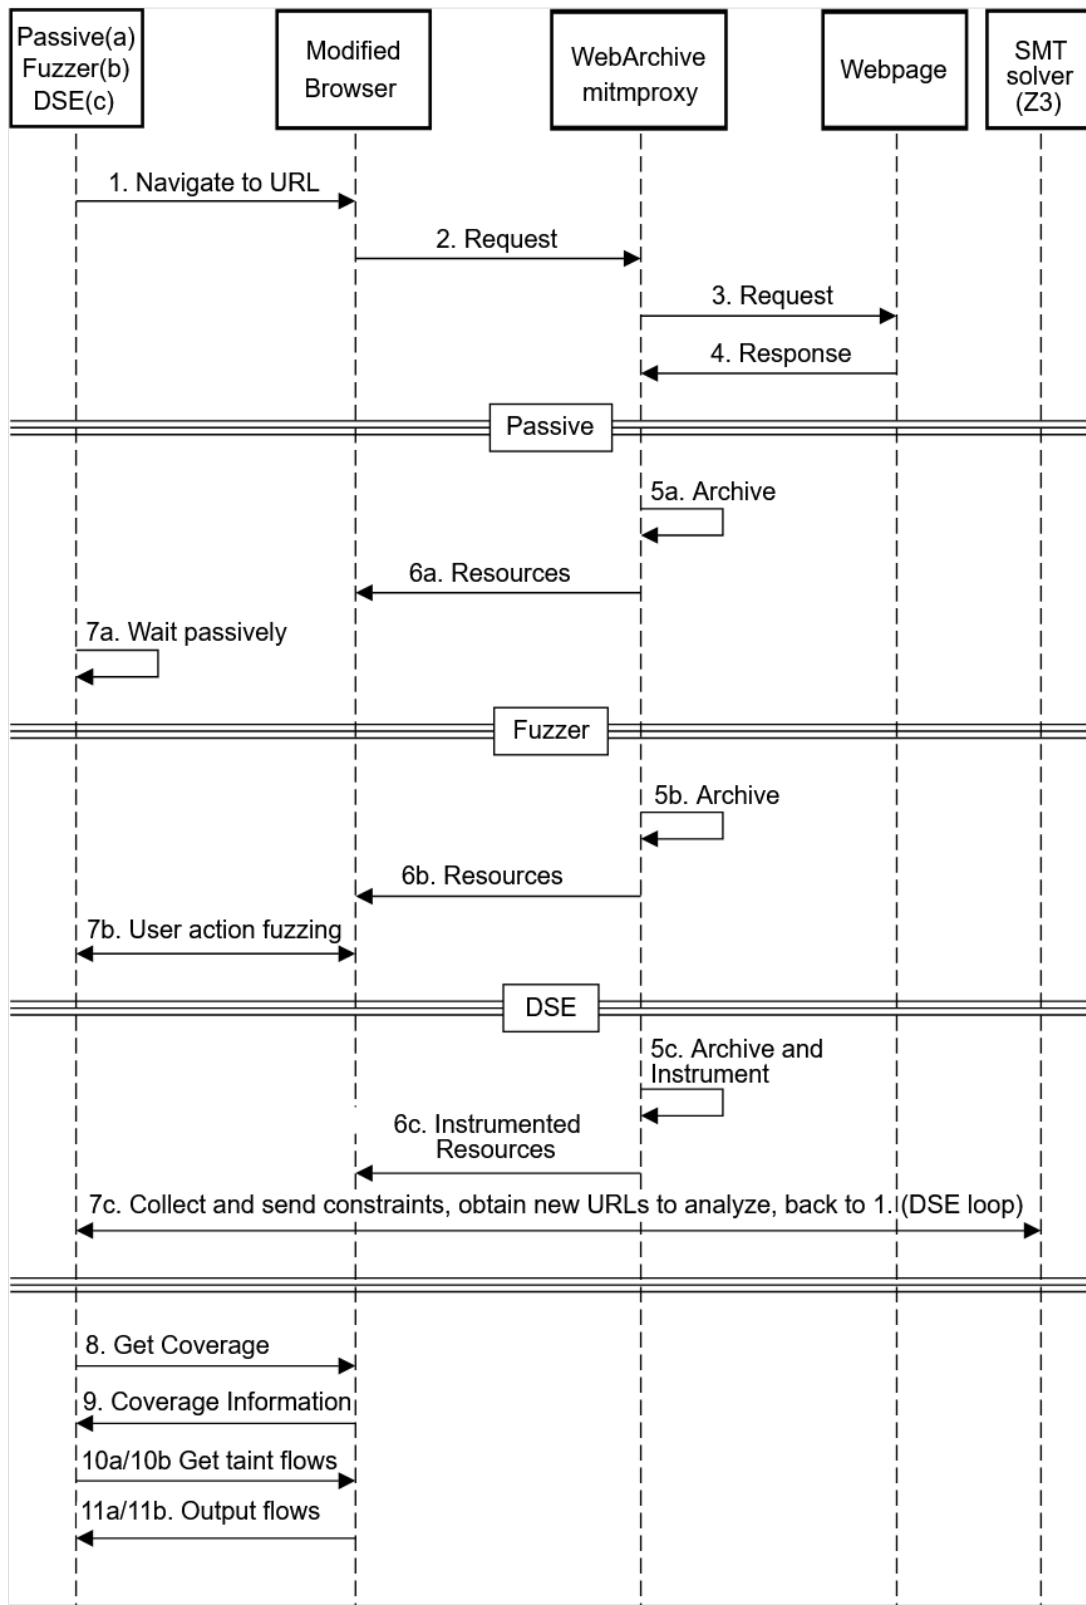 Passive(a)
Fuzzer(b)
DSE(c)
Modified
Browser
WebArchive
mitmproxy
Webpage
SMT
solver
(Z3)
1. Navigate to URL
2. Request
3. Request
4. Response
Passive
5a. Archive
6a. Resources
7a. Wait passively
Fuzzer
5b. Archive
6b. Resources
7b. User action fuzzing
DSE
5c. Archive and
Instrument
6c. Instrumented
Resources
7c. Collect and send constraints, obtain new URLs to analyze, back to 1. (DSE loop)
8. Get Coverage
9. Coverage Information
10a/10b Get taint flows
11a/11b. Output flows